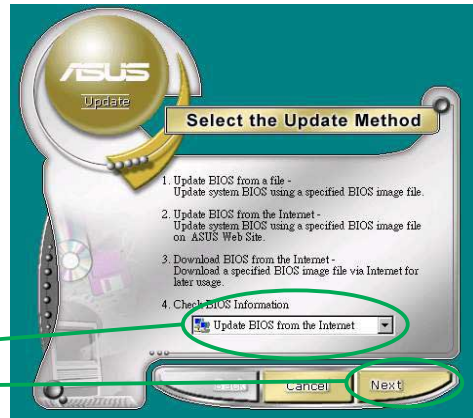 ASUS
Update
Select the Update Method
1. Update BIOS from a file -
Update system BIOS using a specified BIOS image file.
2. Update BIOS from the Internet -
Update system BIOS using a specified BIOS image file
on ASUS Web Site.
3. Download BIOS from the Internet -
Download a specified BIOS image file via Internet for
later usage.
4. Check BIOS Information
Update BIOS from the Internet
Cancel
Next